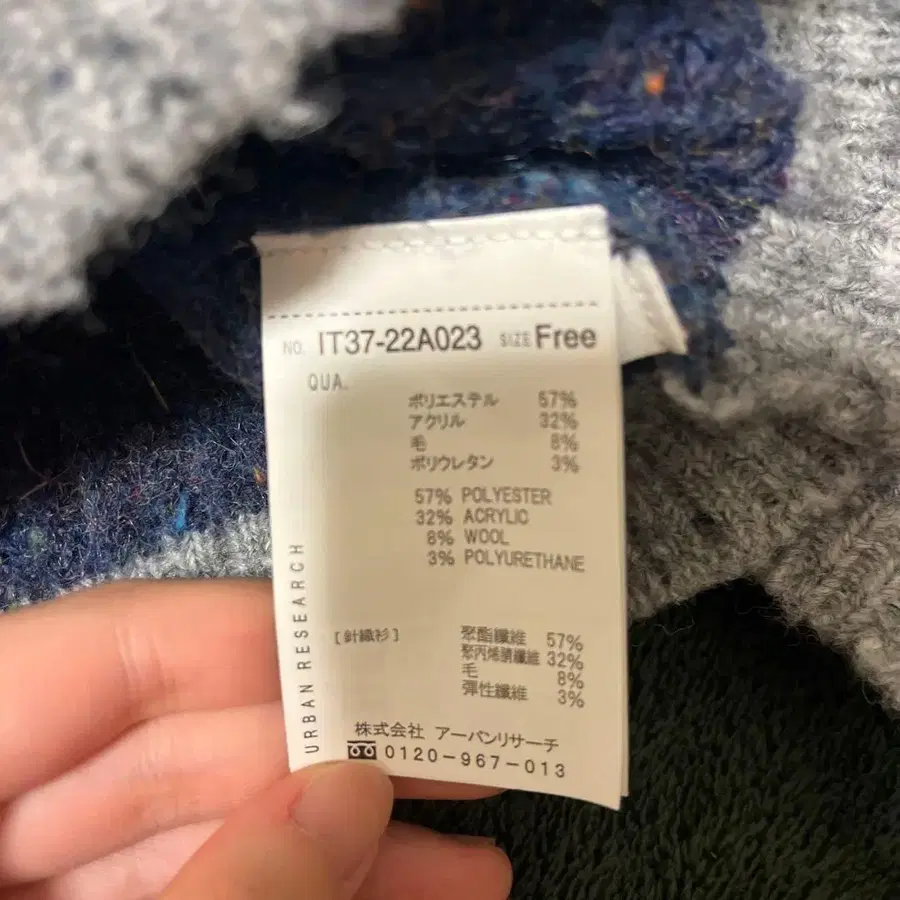 NO. IT37-22A023 SIZE Free
QUA.
ポリエステル 57%
アクリル 32%
毛 8%
ポリウレタン 3%
57% POLYESTER
32% ACRYLIC
8% WOOL
3% POLYURETHANE
URBAN RESEARCH
[針織衫] 聚酯纖維 57%
聚丙烯腈纖維 32%
毛 8%
彈性纖維 3%
株式会社 アーバンリサーチ
0120-967-013